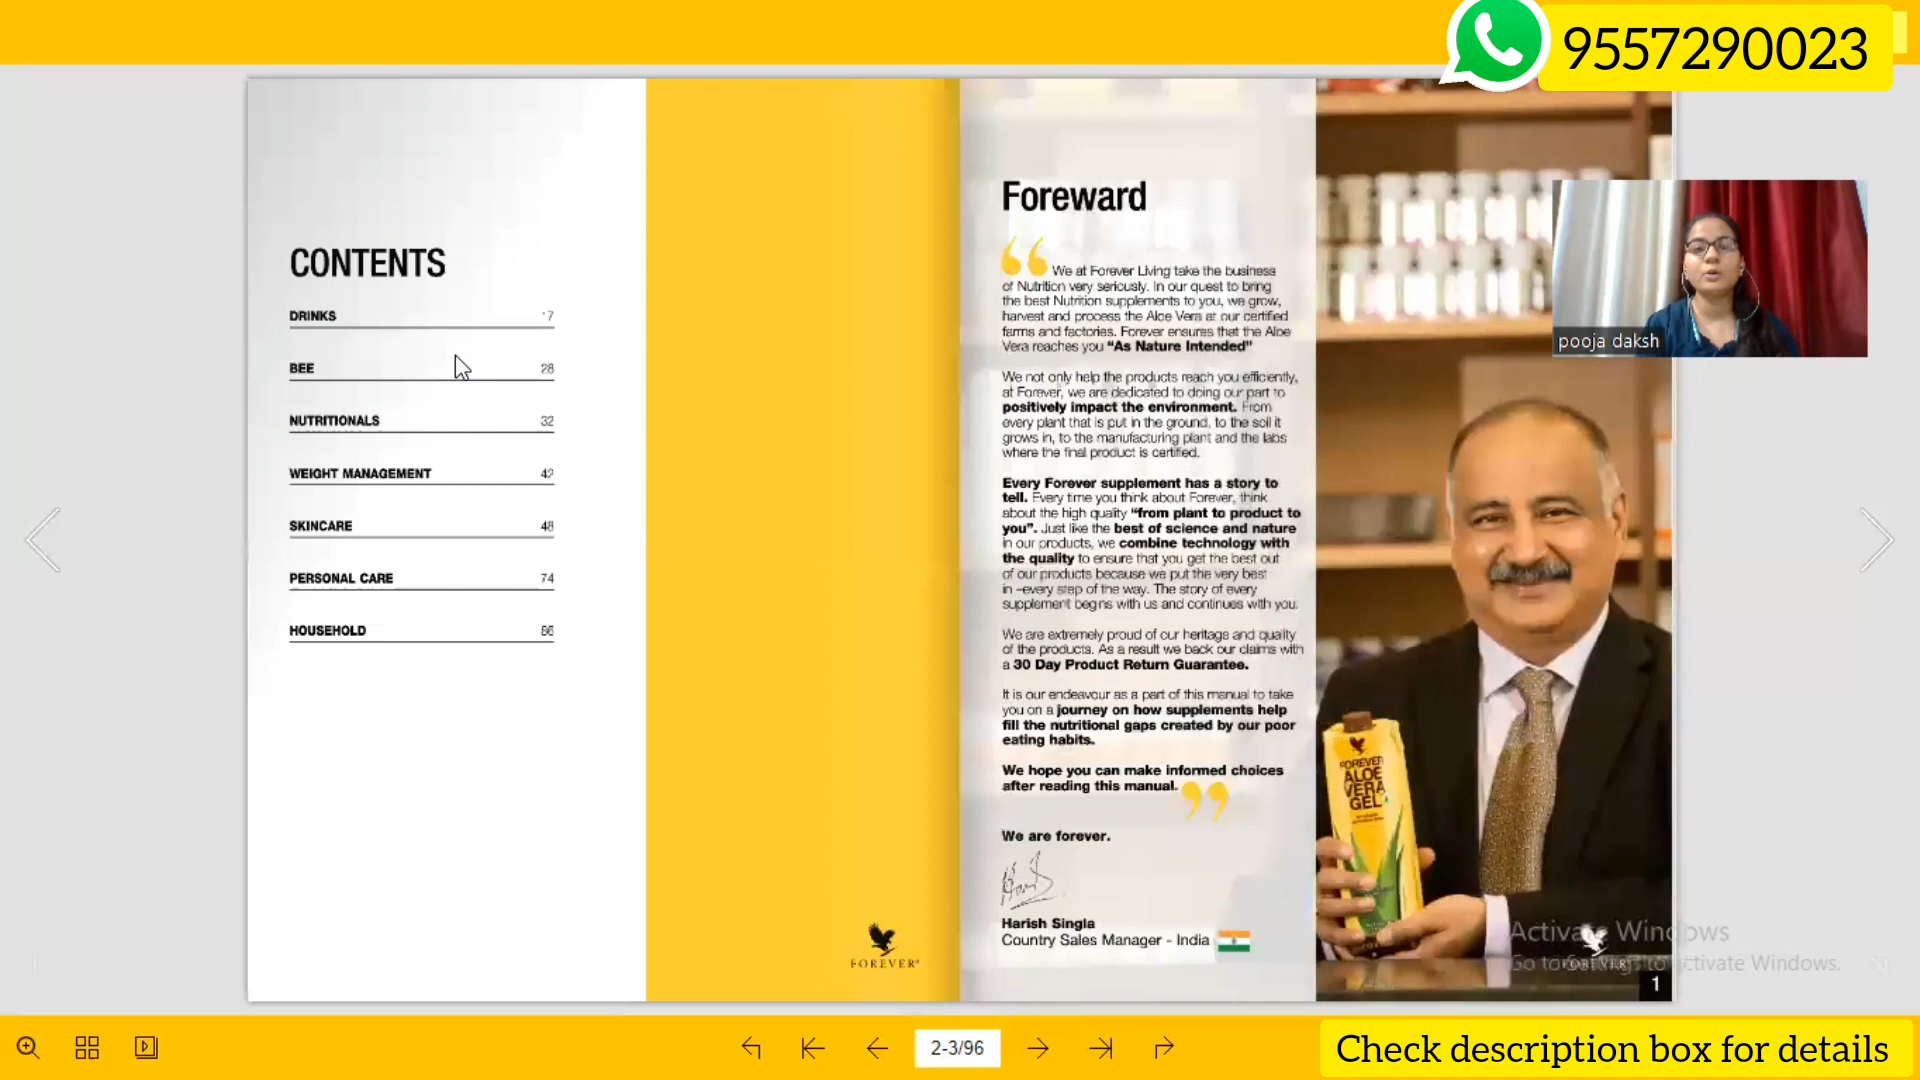 9557290023
CONTENTS
DRINKS 17
BEE 28
NUTRITIONALS 32
WEIGHT MANAGEMENT 42
SKINCARE 48
PERSONAL CARE 74
HOUSEHOLD 86
FOREVER
Foreward
“ We at Forever Living take the business
of Nutrition very seriously. In our quest to bring
the best Nutrition supplements to you, we grow,
harvest and process the Aloe Vera at our certified
farms and factories. Forever ensures that the Aloe
Vera reaches you "As Nature Intended"
We not only help the products reach you efficiently,
at Forever, we are dedicated to doing our part to
positively impact the environment. From
every plant that is put in the ground, to the soil it
grows in, to the manufacturing plant and the labs
where the final product is certified.
Every Forever supplement has a story to
tell. Every time you think about Forever, think
about the high quality "from plant to product to
you". Just like the best of science and nature
in our products, we combine technology with
the quality to ensure that you get the best out
of our products because we put the very best
in –every step of the way. The story of every
supplement begins with us and continues with you.
We are extremely proud of our heritage and quality
of the products. As a result we back our claims with
a 30 Day Product Return Guarantee.
It is our endeavour as a part of this manual to take
you on a journey on how supplements help
fill the nutritional gaps created by our poor
eating habits.
We hope you can make informed choices
after reading this manual. ”
We are forever.
Harish Singla
Country Sales Manager - India
pooja daksh
FOREVER
ALOE
VERA
GEL
Activate Windows
Go to Settings to activate Windows.
FOREVER
1
2-3/96
Check description box for details